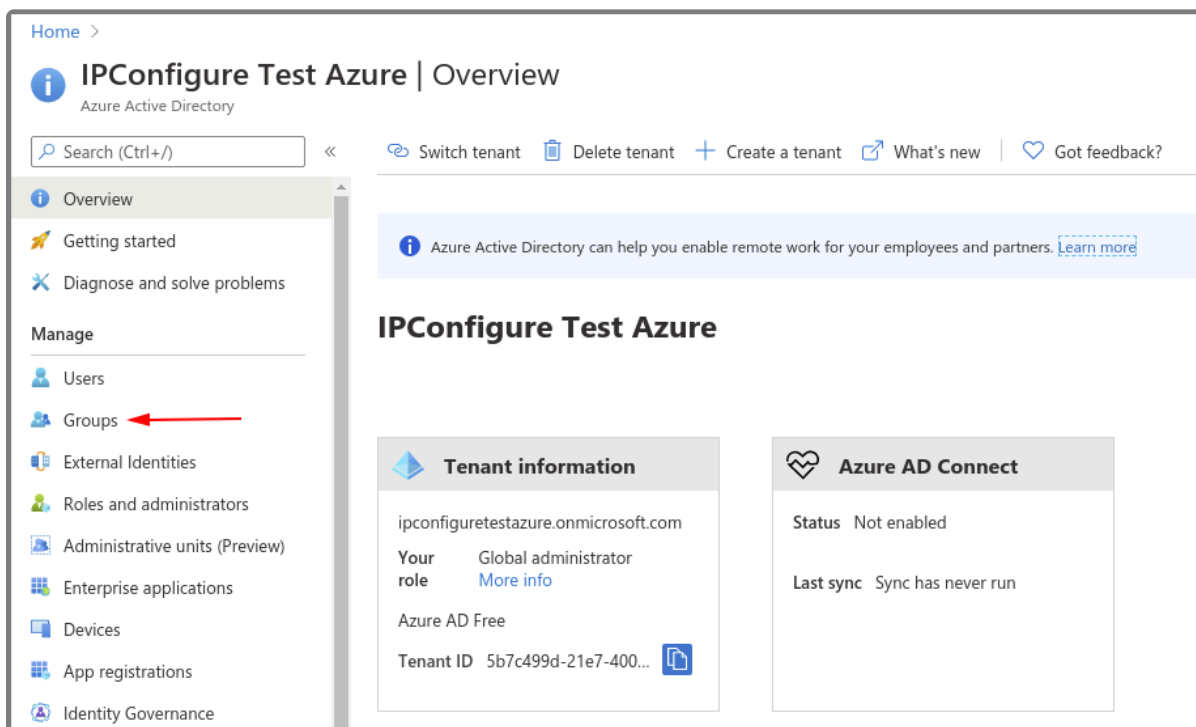 Home >
IPConfigure Test Azure | Overview
Azure Active Directory
Search (Ctrl+/)
«
Switch tenant
Delete tenant
Create a tenant
What's new
Got feedback?
Overview
Getting started
Diagnose and solve problems
Manage
Users
Groups
External Identities
Roles and administrators
Administrative units (Preview)
Enterprise applications
Devices
App registrations
Identity Governance
Azure Active Directory can help you enable remote work for your employees and partners. Learn more
IPConfigure Test Azure
Tenant information
ipconfiguretestazure.onmicrosoft.com
Your role Global administrator
More info
Azure AD Free
Tenant ID 5b7c499d-21e7-400...
Azure AD Connect
Status Not enabled
Last sync Sync has never run